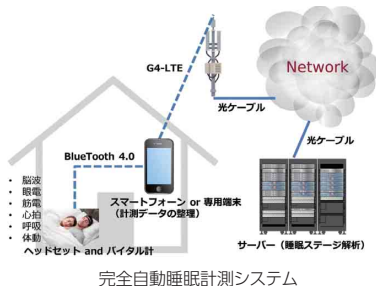 G4-LTE
Network
光ケーブル
光ケーブル
BlueTooth 4.0
スマートフォーン or 専用端末
(計測データの整理)
・ 脳波
・ 眼電
・ 筋電
・ 心拍
・ 呼吸
・ 体動
ヘッドセット and バイタル計
サーバー (睡眠ステージ解析)
完全自動睡眠計測システム